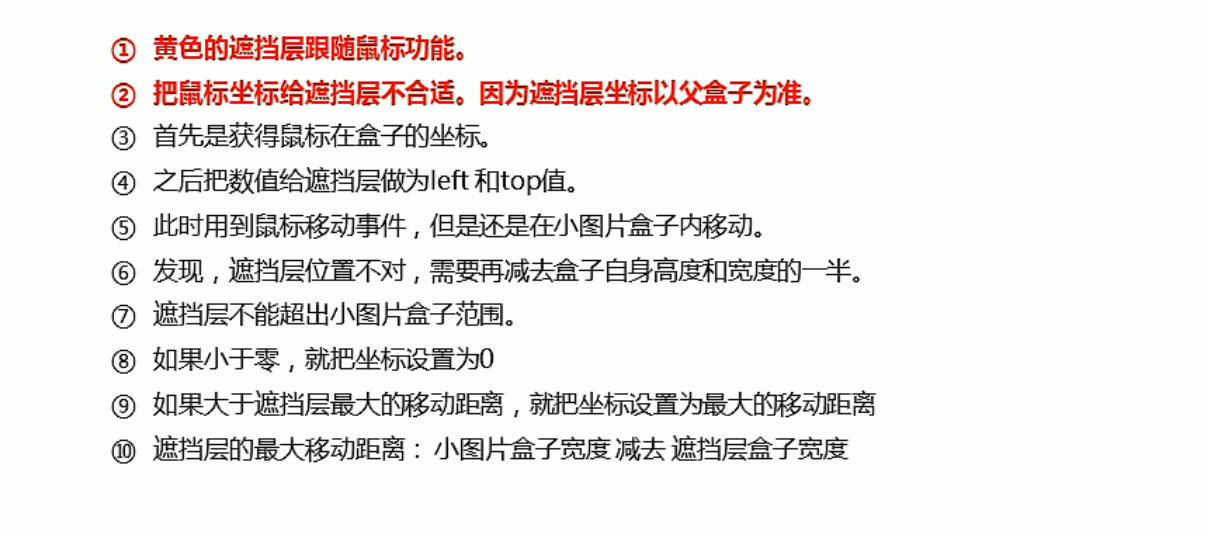 ① 黄色的遮挡层跟随鼠标功能。
② 把鼠标坐标给遮挡层不合适。因为遮挡层坐标以父盒子为准。
③ 首先是获得鼠标在盒子的坐标。
④ 之后把数值给遮挡层做为left 和top值。
⑤ 此时用到鼠标移动事件，但是还是在小图片盒子内移动。
⑥ 发现，遮挡层位置不对，需要再减去盒子自身高度和宽度的一半。
⑦ 遮挡层不能超出小图片盒子范围。
⑧ 如果小于零，就把坐标设置为0
⑨ 如果大于遮挡层最大的移动距离，就把坐标设置为最大的移动距离
⑩ 遮挡层的最大移动距离： 小图片盒子宽度 减去 遮挡层盒子宽度